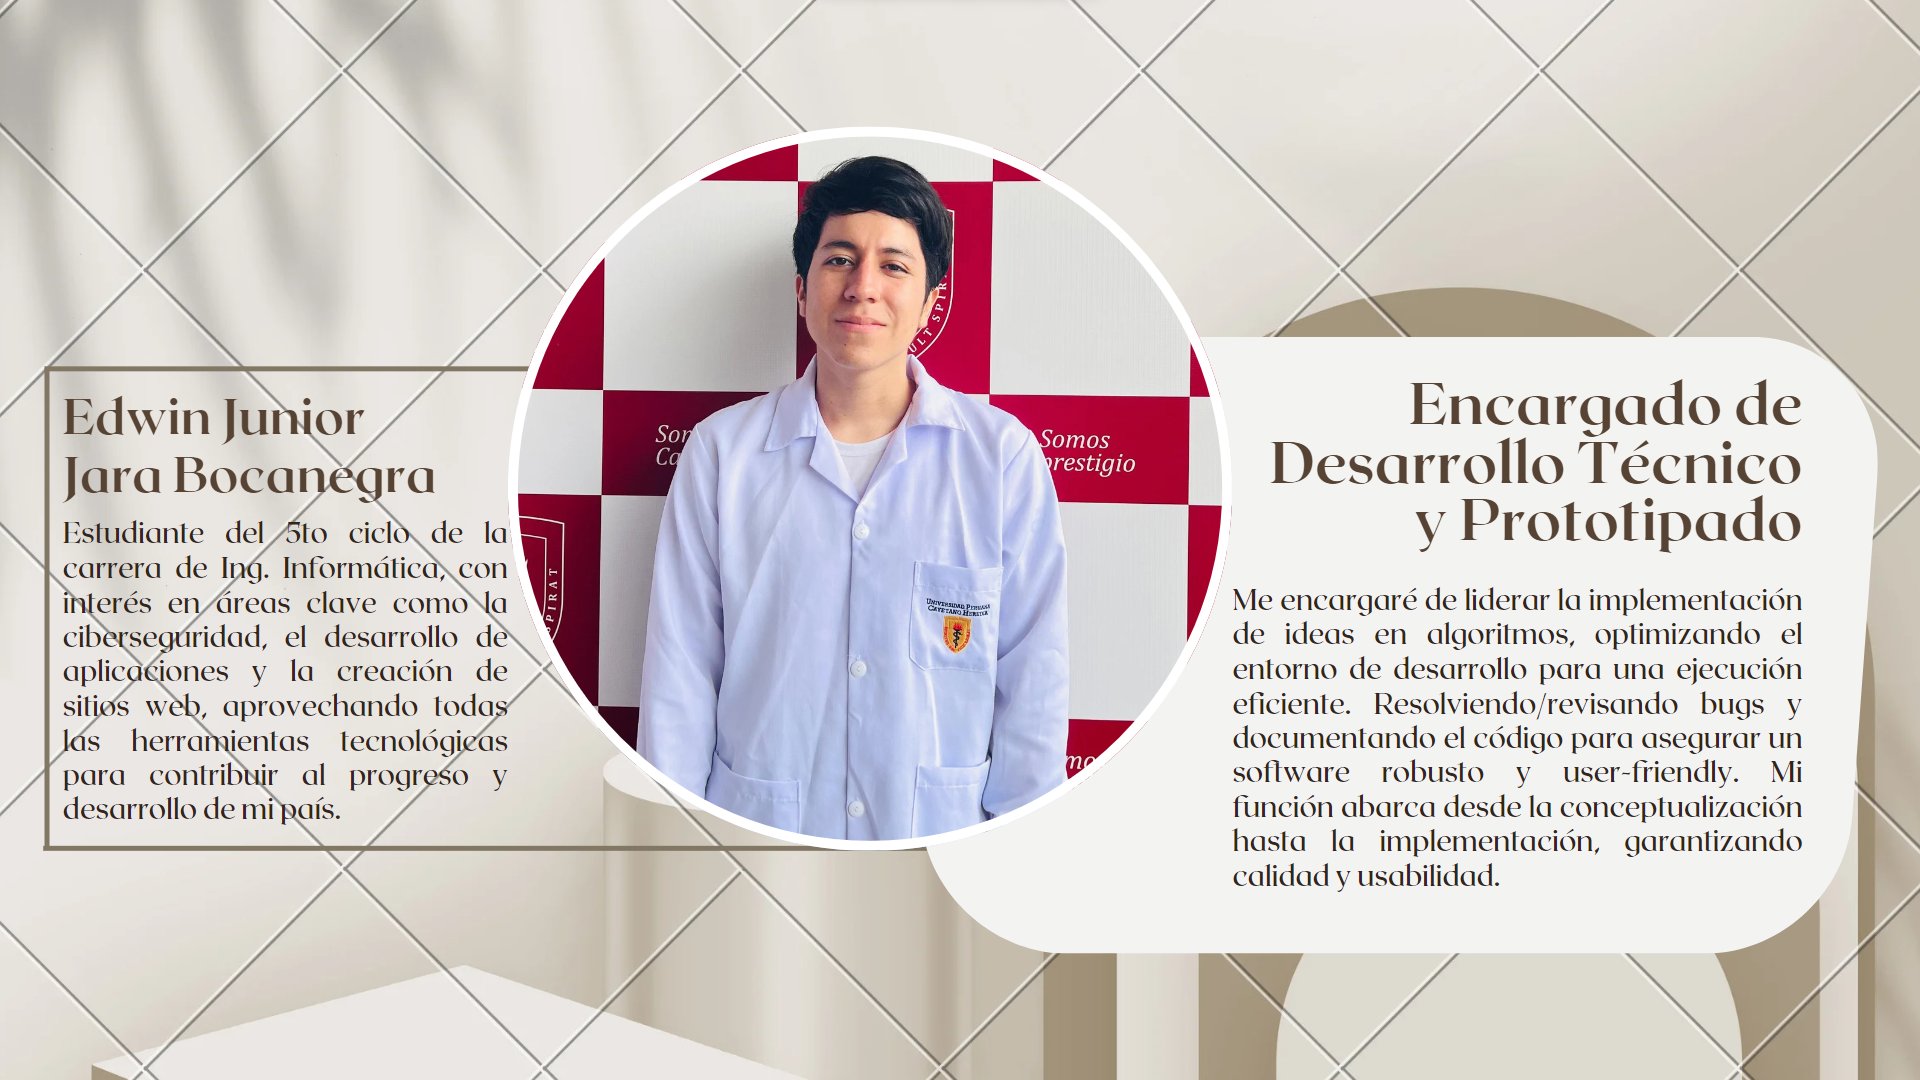 Edwin Junior
Jara Bocanegra
Estudiante del 5to ciclo de la
carrera de Ing. Informática, con
interés en áreas clave como la
ciberseguridad, el desarrollo de
aplicaciones y la creación de
sitios web, aprovechando todas
las herramientas tecnológicas
para contribuir al progreso y
desarrollo de mi país.
ULT SPIR
Somos
prestigio
SPIRAT
UNIVERSIDAD PERUANA
CAYETANO HEREDIA
Encargado de
Desarrollo Técnico
y Prototipado
Me encargaré de liderar la implementación
de ideas en algoritmos, optimizando el
entorno de desarrollo para una ejecución
eficiente. Resolviendo/revisando bugs y
documentando el código para asegurar un
software robusto y user-friendly. Mi
función abarca desde la conceptualización
hasta la implementación, garantizando
calidad y usabilidad.